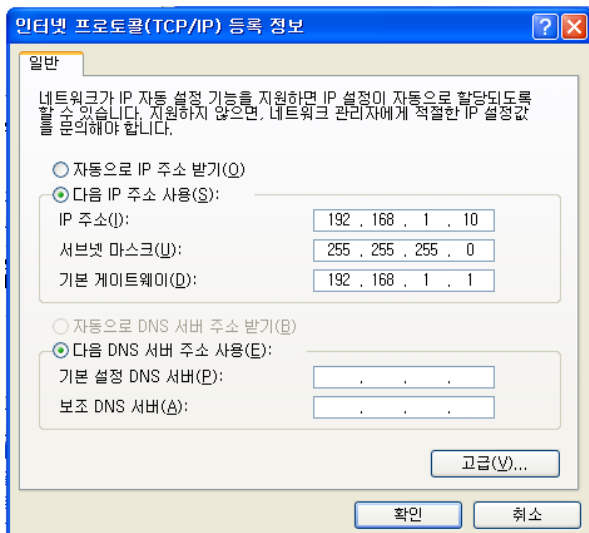 인터넷 프로토콜(TCP/IP) 등록 정보
일반
네트워크가 IP 자동 설정 기능을 지원하면 IP 설정이 자동으로 할당되도록
할 수 있습니다. 지원하지 않으면, 네트워크 관리자에게 적절한 IP 설정값
을 문의해야 합니다.
자동으로 IP 주소 받기(O)
다음 IP 주소 사용(S):
IP 주소(I): 192 . 168 . 1 . 10
서브넷 마스크(U): 255 . 255 . 255 . 0
기본 게이트웨이(D): 192 . 168 . 1 . 1
자동으로 DNS 서버 주소 받기(B)
다음 DNS 서버 주소 사용(E):
기본 설정 DNS 서버(P): . . .
보조 DNS 서버(A): . . .
고급(V)...
확인 취소